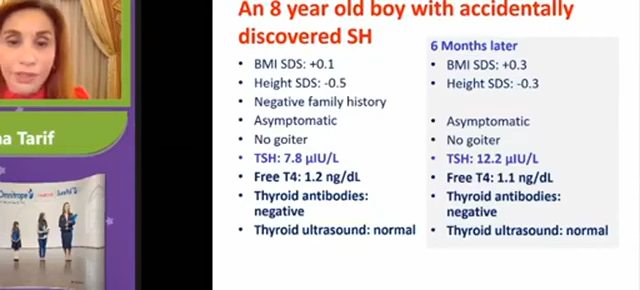 An 8 year old boy with accidentally
discovered SH
• BMI SDS: +0.1
• Height SDS: -0.5
• Negative family history
• Asymptomatic
• No goiter
• TSH: 7.8 µIU/L
• Free T4: 1.2 ng/dL
• Thyroid antibodies:
negative
• Thyroid ultrasound: normal
6 Months later
• BMI SDS: +0.3
• Height SDS: -0.3
• Asymptomatic
• No goiter
• TSH: 12.2 µIU/L
• Free T4: 1.1 ng/dL
• Thyroid antibodies:
negative
• Thyroid ultrasound: normal
Tarif
Omnitrope